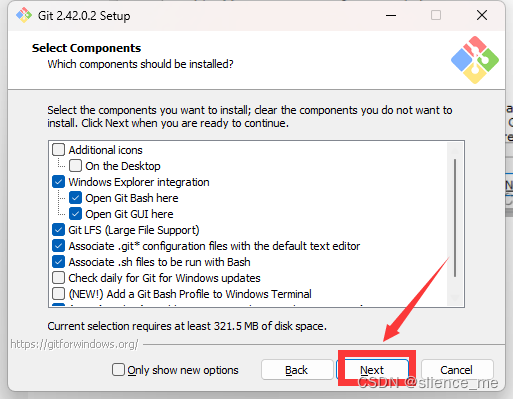 Git 2.42.0.2 Setup
Select Components
Which components should be installed?
Select the components you want to install; clear the components you do not want to
install. Click Next when you are ready to continue.
Additional icons
On the Desktop
Windows Explorer integration
Open Git Bash here
Open Git GUI here
Git LFS (Large File Support)
Associate .git* configuration files with the default text editor
Associate .sh files to be run with Bash
Check daily for Git for Windows updates
(NEW!) Add a Git Bash Profile to Windows Terminal
Current selection requires at least 321.5 MB of disk space.
https://gitforwindows.org/
Only show new options
Back
Next
Cancel
CSDN @slience_me